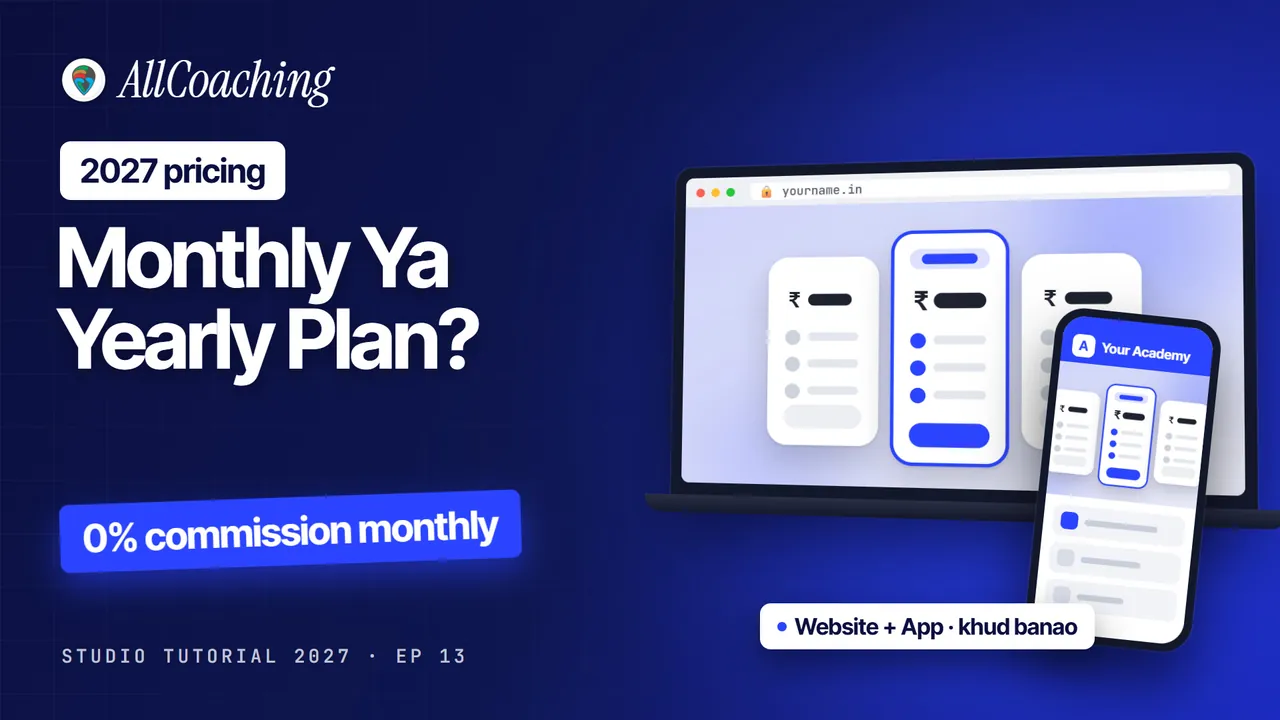 AllCoaching
2027 pricing
Monthly Ya
Yearly Plan?
0% commission monthly
STUDIO TUTORIAL 2027 · EP 13
yourname.in
₹
₹
₹
A Your Academy
₹
₹
₹
Website + App · khud banao